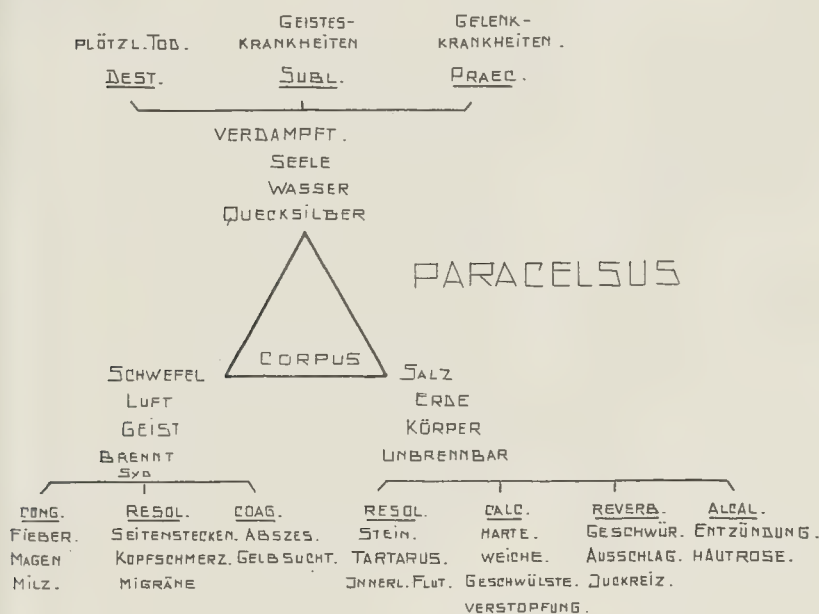 PLÖTZL. TOD.
GEISTES-
KRANKHEITEN
GELENK-
KRANKHEITEN.
DEST.
SUBL.
PRAEC.
VERDAMPFT.
SEELE
WASSER
QUECKSILBER
PARACELSUS
CORPUS
SCHWEFEL
LUFT
GEIST
BRENNT
SALZ
ERDE
KÖRPER
UNBRENNBAR
CONG.
FIEBER.
MAGEN
MILZ.
RESOL.
SEITENSTECKEN.
KOPFSCHMERZ.
MIGRÄNE
COAG.
ABSZES.
GELBSUCHT.
RESOL.
STEIN.
TARTARUS.
INNERL. FLUT.
CALC.
HARTE.
WEICHE.
GESCHWÜLSTE.
VERSTOPFUNG.
REVERB.
GESCHWÜR.
AUSSCHLAG.
JUCKREIZ.
ALCAL.
ENTZÜNDUNG.
HAUTROSE.